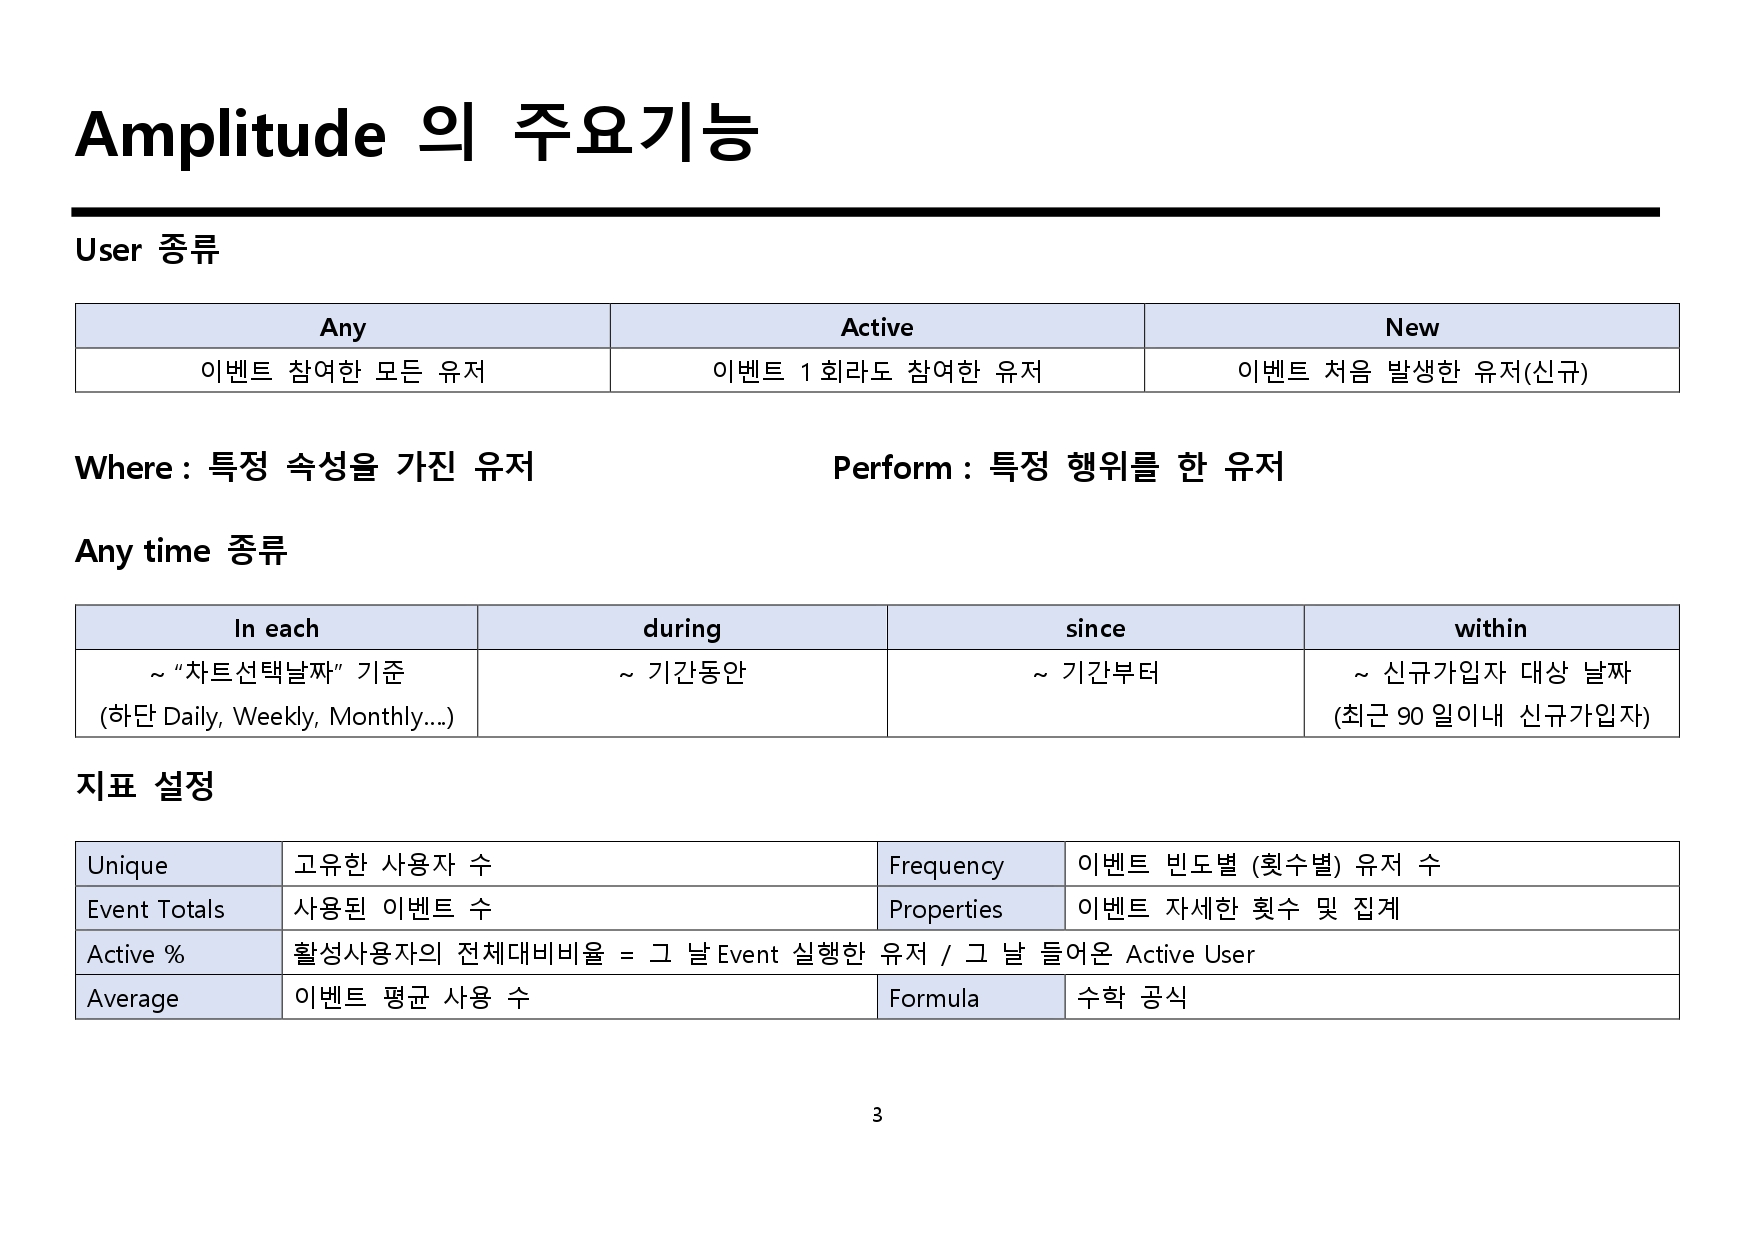 Amplitude 의 주요기능
User 종류
Any Active New
이벤트 참여한 모든 유저 이벤트 1회라도 참여한 유저 이벤트 처음 발생한 유저(신규)
Where : 특정 속성을 가진 유저 Perform : 특정 행위를 한 유저
Any time 종류
In each during since within
~ “차트선택날짜” 기준 ~ 기간동안 ~ 기간부터 ~ 신규가입자 대상 날짜
(하단 Daily, Weekly, Monthly….) (최근 90일이내 신규가입자)
지표 설정
Unique 고유한 사용자 수 Frequency 이벤트 빈도별 (횟수별) 유저 수
Event Totals 사용된 이벤트 수 Properties 이벤트 자세한 횟수 및 집계
Active % 활성사용자의 전체대비비율 = 그 날 Event 실행한 유저 / 그 날 들어온 Active User
Average 이벤트 평균 사용 수 Formula 수학 공식
3